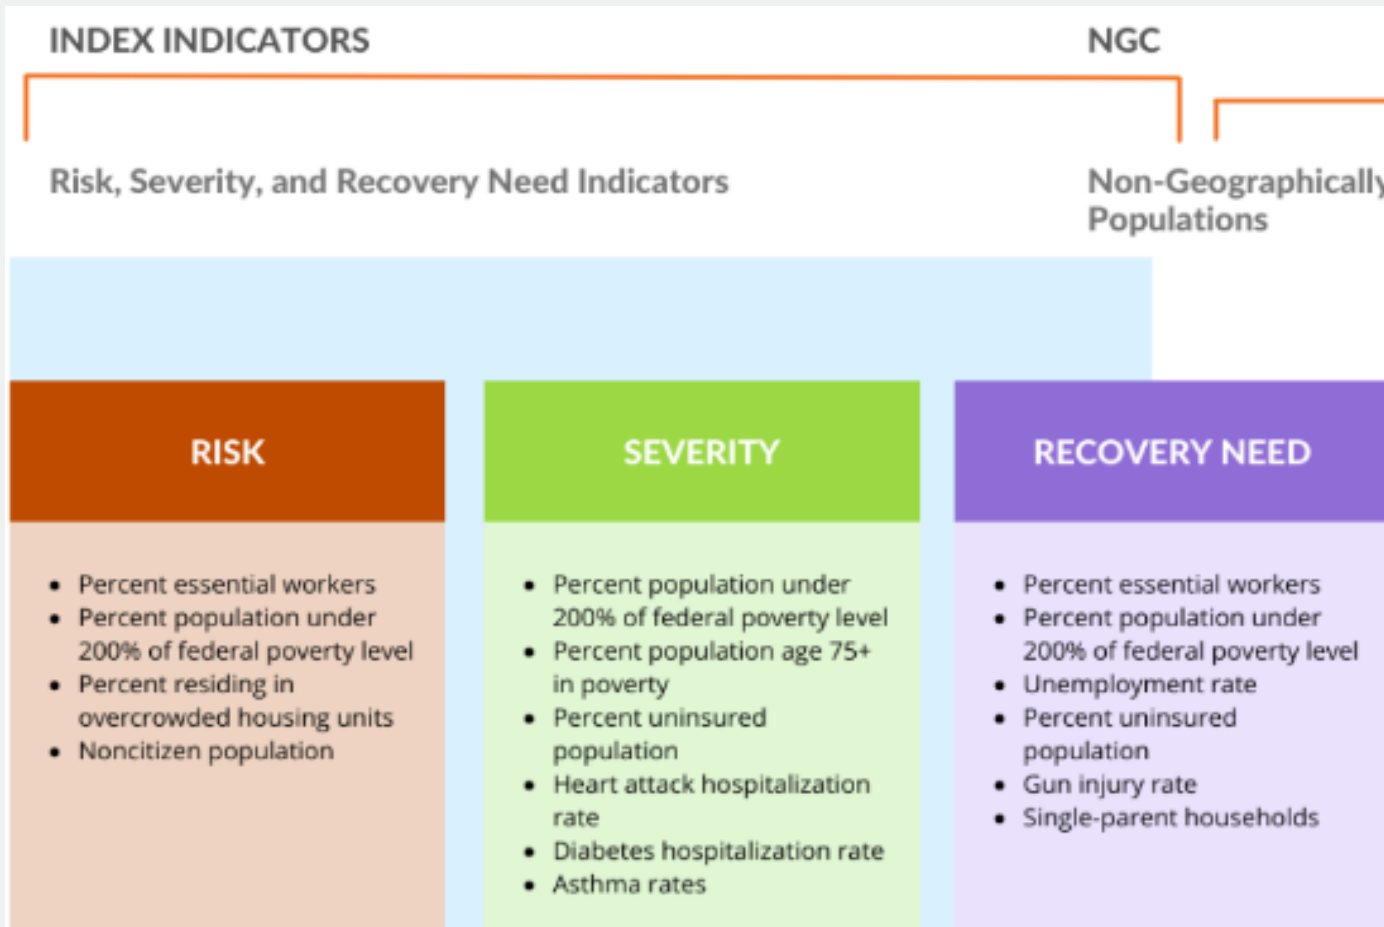 INDEX INDICATORS
NGC
Risk, Severity, and Recovery Need Indicators
Non-Geographically
Populations
RISK
• Percent essential workers
• Percent population under
200% of federal poverty level
• Percent residing in
overcrowded housing units
• Noncitizen population
SEVERITY
• Percent population under
200% of federal poverty level
• Percent population age 75+
in poverty
• Percent uninsured
population
• Heart attack hospitalization
rate
• Diabetes hospitalization rate
• Asthma rates
RECOVERY NEED
• Percent essential workers
• Percent population under
200% of federal poverty level
• Unemployment rate
• Percent uninsured
population
• Gun injury rate
• Single-parent households